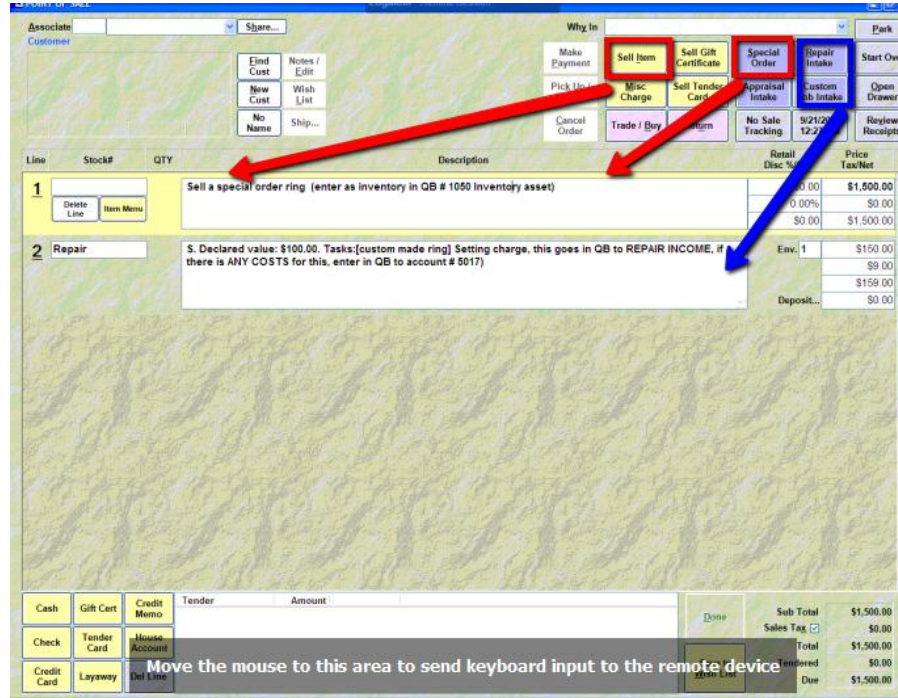 POINT OF SALE
Associate
Share...
Why In
Park
Customer
Find Cust
Notes / Edit
Make Payment
Sell Item
Sell Gift Certificate
Special Order
Repair Intake
Start Ov
New Cust
Wish List
Pick Up /
Misc Charge
Sell Tender Card
Appraisal Intake
Custom
Intake
Open Drawer
No Name
Ship...
Cancel Order
Trade / Buy
No Sale Tracking
Review Receipts
Line Stock# QTY Description Retail Price
Disc % Tax/Net
1 Sell a special order ring (enter as inventory in QB # 1050 Inventory asset) $1,500.00
Delete Line
Item Menu
0.00% $0.00
$0.00 $1,500.00
2 Repair S. Declared value: $100.00. Tasks:[custom made ring] Setting charge, this goes in QB to REPAIR INCOME, if Env. 1 $150.00
there is ANY COSTS for this, enter in QB to account # 5017) $9.00
$159.00
Deposit... $0.00
Cash
Gift Cert
Credit Memo
Tender Amount
Done
Sub Total $1,500.00
Sales Tax $0.00
Check
Tender Card
House Account
Total $1,500.00
Move the mouse to this area to send keyboard input to the remote device
Tendered $0.00
Credit Card
Layaway
Del Line
Wish List
Due $1,500.00